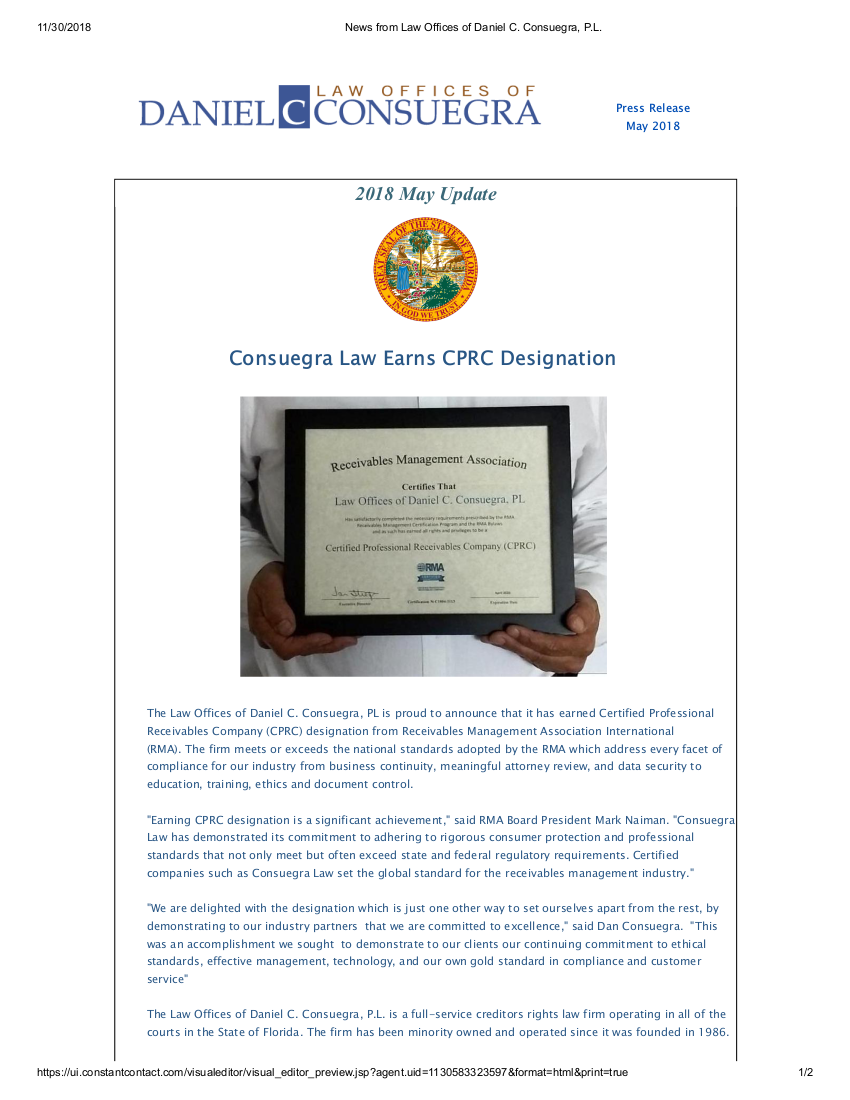 11/30/2018 News from Law Offices of Daniel C. Consuegra, P.L.
LAW OFFICES OF
DANIEL C CONSUEGRA
Press Release
May 2018
2018 May Update
GREAT SEAL OF THE STATE OF FLORIDA
IN GOD WE TRUST
Consuegra Law Earns CPRC Designation
Receivables Management Association
Certifies That
Law Offices of Daniel C. Consuegra, PL
Has satisfactorily completed the necessary requirements prescribed by the RMA
Receivables Management Certification Program and the RMA Bylaws
and as such has earned all rights and privileges to be a
Certified Professional Receivables Company (CPRC)
RMA
Executive Director
Expiration Date
The Law Offices of Daniel C. Consuegra, PL is proud to announce that it has earned Certified Professional
Receivables Company (CPRC) designation from Receivables Management Association International
(RMA). The firm meets or exceeds the national standards adopted by the RMA which address every facet of
compliance for our industry from business continuity, meaningful attorney review, and data security to
education, training, ethics and document control.
"Earning CPRC designation is a significant achievement," said RMA Board President Mark Naiman. "Consuegra
Law has demonstrated its commitment to adhering to rigorous consumer protection and professional
standards that not only meet but often exceed state and federal regulatory requirements. Certified
companies such as Consuegra Law set the global standard for the receivables management industry."
"We are delighted with the designation which is just one other way to set ourselves apart from the rest, by
demonstrating to our industry partners that we are committed to excellence," said Dan Consuegra. "This
was an accomplishment we sought to demonstrate to our clients our continuing commitment to ethical
standards, effective management, technology, and our own gold standard in compliance and customer
service"
The Law Offices of Daniel C. Consuegra, P.L. is a full-service creditors rights law firm operating in all of the
courts in the State of Florida. The firm has been minority owned and operated since it was founded in 1986.
https://ui.constantcontact.com/visualeditor/visual_editor_preview.jsp?agent.uid=1130583323597&format=html&print=true 1/2